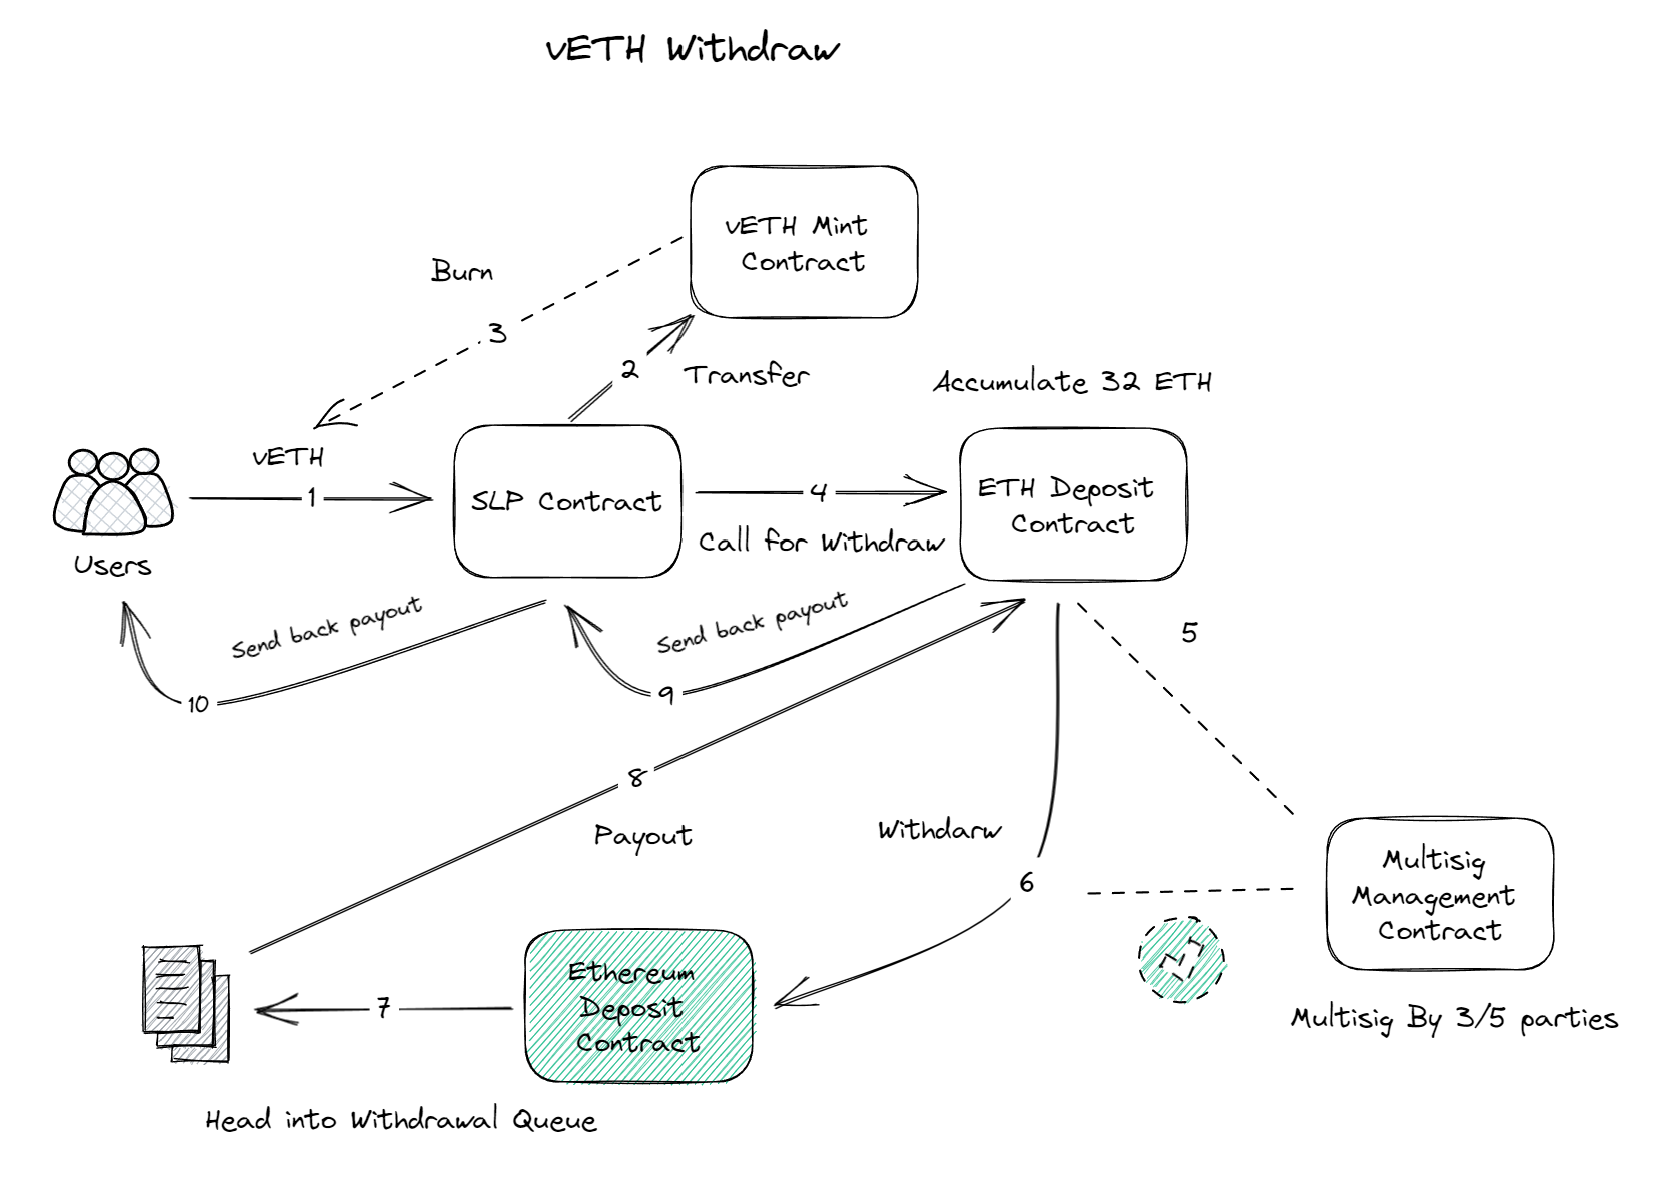 vETH Withdraw
vETH Mint
Contract
Burn
3
2
Transfer
Accumulate 32 ETH
vETH
1
SLP Contract
4
Call for Withdraw
ETH Deposit
Contract
Users
Send back payout
10
Send back payout
9
5
8
Payout
Withdarw
6
Multisig
Management
Contract
Multisig By 3/5 parties
Ethereum
Deposit
Contract
7
Head into Withdrawal Queue